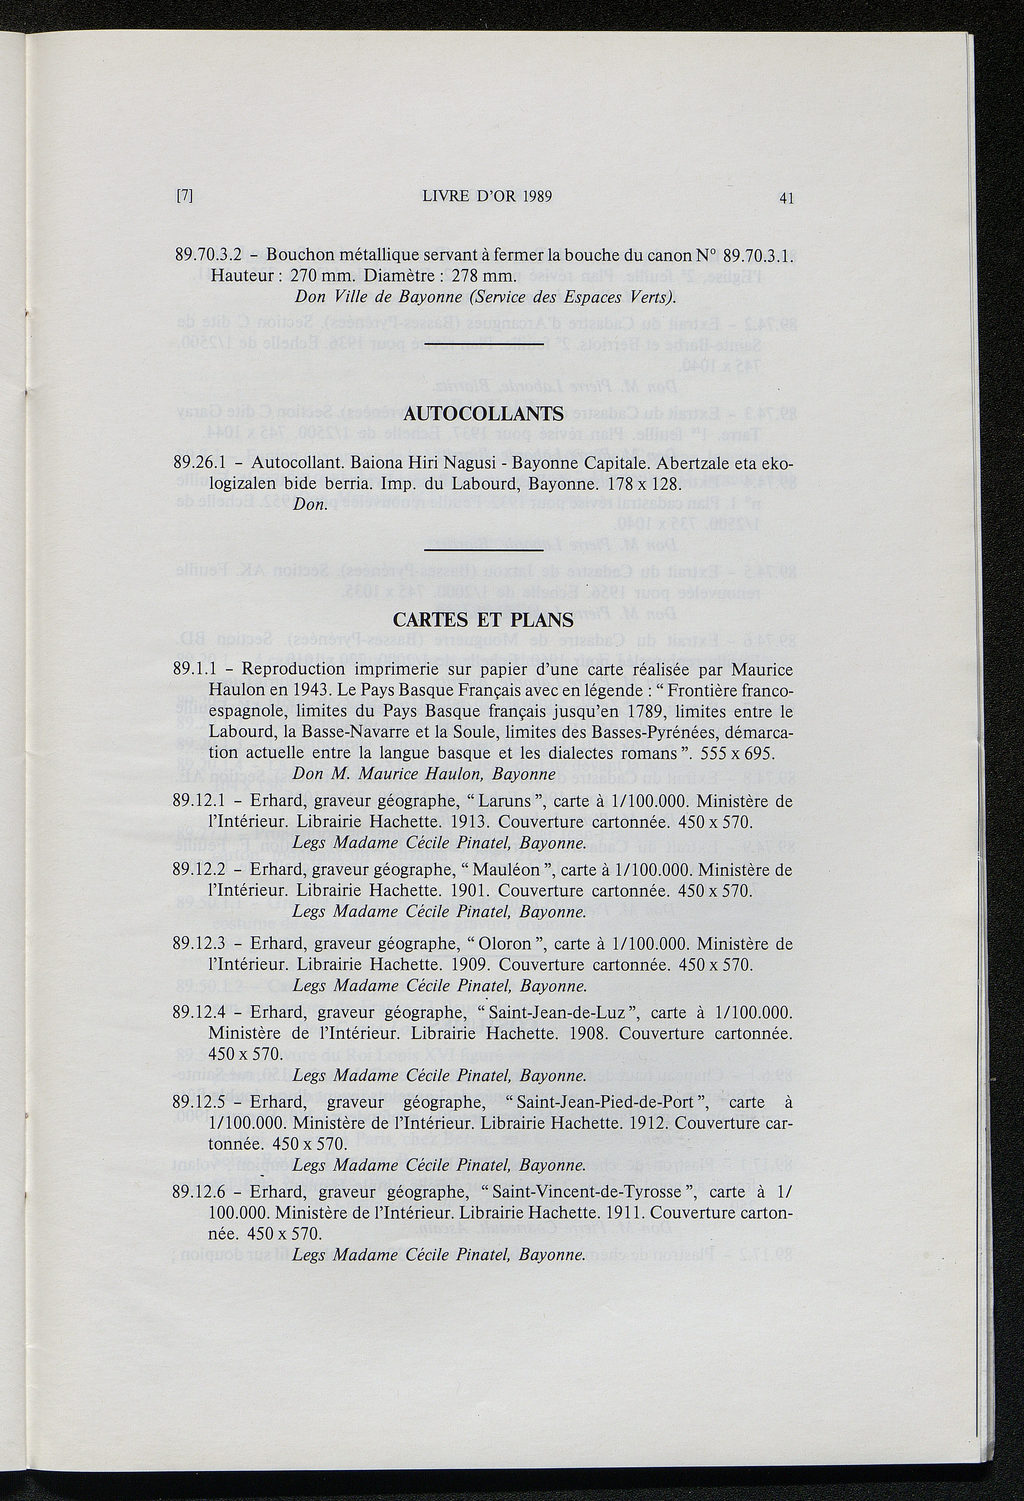 [7] LIVRE D'OR 1989 41
89.70.3.2 – Bouchon métallique servant à fermer la bouche du canon N° 89.70.3.1.
Hauteur : 270 mm. Diamètre : 278 mm.
Don Ville de Bayonne (Service des Espaces Verts).
AUTOCOLLANTS
89.26.1 – Autocollant. Baiona Hiri Nagusi - Bayonne Capitale. Abertzale eta eko-
logizalen bide berria. Imp. du Labourd, Bayonne. 178 x 128.
Don.
CARTES ET PLANS
89.1.1 – Reproduction imprimerie sur papier d'une carte réalisée par Maurice
Haulon en 1943. Le Pays Basque Français avec en légende : “ Frontière franco-
espagnole, limites du Pays Basque français jusqu'en 1789, limites entre le
Labourd, la Basse-Navarre et la Soule, limites des Basses-Pyrénées, démarca-
tion actuelle entre la langue basque et les dialectes romans ”. 555 x 695.
Don M. Maurice Haulon, Bayonne
89.12.1 – Erhard, graveur géographe, “ Laruns ”, carte à 1/100.000. Ministère de
l'Intérieur. Librairie Hachette. 1913. Couverture cartonnée. 450 x 570.
Legs Madame Cécile Pinatel, Bayonne.
89.12.2 – Erhard, graveur géographe, “ Mauléon ”, carte à 1/100.000. Ministère de
l'Intérieur. Librairie Hachette. 1901. Couverture cartonnée. 450 x 570.
Legs Madame Cécile Pinatel, Bayonne.
89.12.3 – Erhard, graveur géographe, “ Oloron ”, carte à 1/100.000. Ministère de
l'Intérieur. Librairie Hachette. 1909. Couverture cartonnée. 450 x 570.
Legs Madame Cécile Pinatel, Bayonne.
89.12.4 – Erhard, graveur géographe, “ Saint-Jean-de-Luz ”, carte à 1/100.000.
Ministère de l'Intérieur. Librairie Hachette. 1908. Couverture cartonnée.
450 x 570.
Legs Madame Cécile Pinatel, Bayonne.
89.12.5 – Erhard, graveur géographe, “ Saint-Jean-Pied-de-Port ”, carte à
1/100.000. Ministère de l'Intérieur. Librairie Hachette. 1912. Couverture car-
tonnée. 450 x 570.
Legs Madame Cécile Pinatel, Bayonne.
89.12.6 – Erhard, graveur géographe, “ Saint-Vincent-de-Tyrosse ”, carte à 1/
100.000. Ministère de l'Intérieur. Librairie Hachette. 1911. Couverture carton-
née. 450 x 570.
Legs Madame Cécile Pinatel, Bayonne.